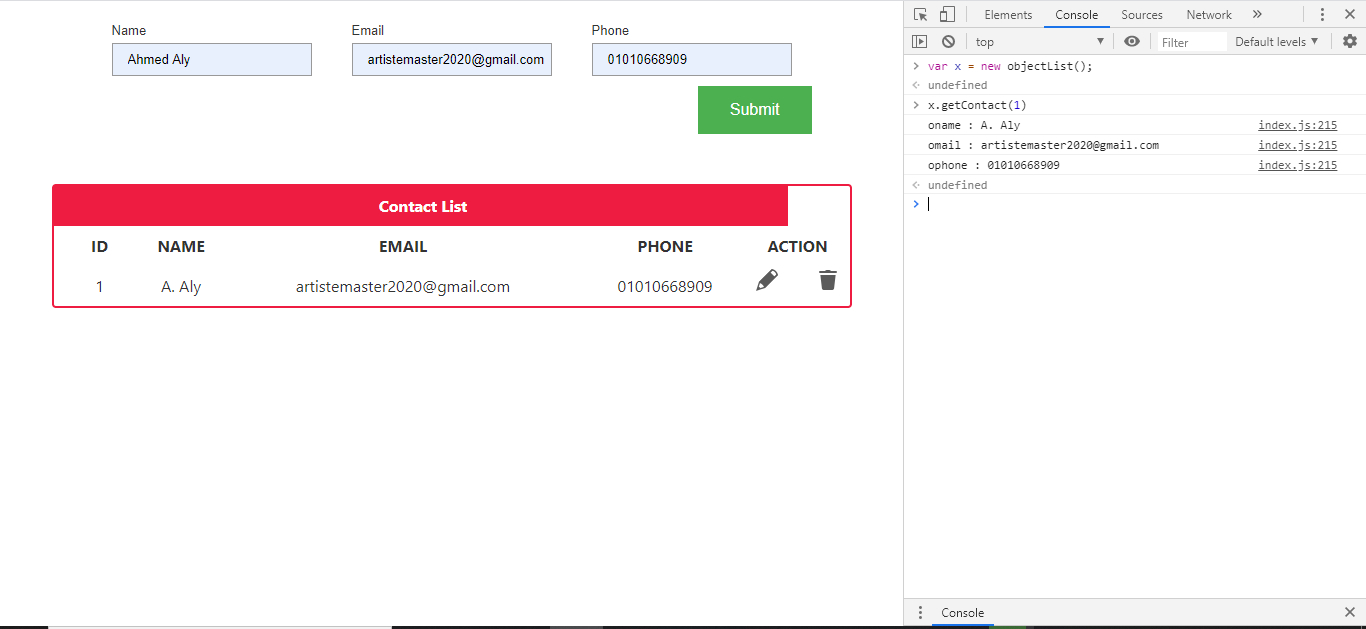 Name Email Phone
Ahmed Aly artistemaster2020@gmail.com 01010668909
Submit
Contact List
ID NAME EMAIL PHONE ACTION
1 A. Aly artistemaster2020@gmail.com 01010668909
Elements Console Sources Network »
top Filter Default levels
> var x = new objectList();
undefined
> x.getContact(1)
oname : A. Aly index.js:215
omail : artistemaster2020@gmail.com index.js:215
ophone : 01010668909 index.js:215
undefined
>
Console